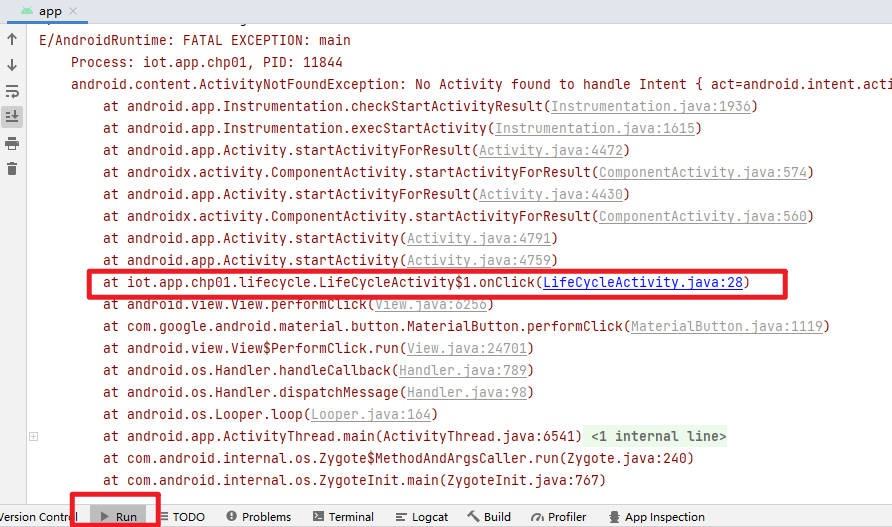 app
E/AndroidRuntime: FATAL EXCEPTION: main
Process: iot.app.chp01, PID: 11844
android.content.ActivityNotFoundException: No Activity found to handle Intent { act=android.intent.acti
at android.app.Instrumentation.checkStartActivityResult(Instrumentation.java:1936)
at android.app.Instrumentation.execStartActivity(Instrumentation.java:1615)
at android.app.Activity.startActivityForResult(Activity.java:4472)
at androidx.activity.ComponentActivity.startActivityForResult(ComponentActivity.java:574)
at android.app.Activity.startActivityForResult(Activity.java:4430)
at androidx.activity.ComponentActivity.startActivityForResult(ComponentActivity.java:560)
at android.app.Activity.startActivity(Activity.java:4791)
at android.app.Activity.startActivity(Activity.java:4759)
at iot.app.chp01.lifecycle.LifeCycleActivity$1.onClick(LifeCycleActivity.java:28)
at android.view.View.performClick(View.java:6256)
at com.google.android.material.button.MaterialButton.performClick(MaterialButton.java:1119)
at android.view.View$PerformClick.run(View.java:24701)
at android.os.Handler.handleCallback(Handler.java:789)
at android.os.Handler.dispatchMessage(Handler.java:98)
at android.os.Looper.loop(Looper.java:164)
at android.app.ActivityThread.main(ActivityThread.java:6541) <1 internal line>
at com.android.internal.os.Zygote$MethodAndArgsCaller.run(Zygote.java:240)
at com.android.internal.os.ZygoteInit.main(ZygoteInit.java:767)
Version Control Run TODO Problems Terminal Logcat Build Profiler App Inspection